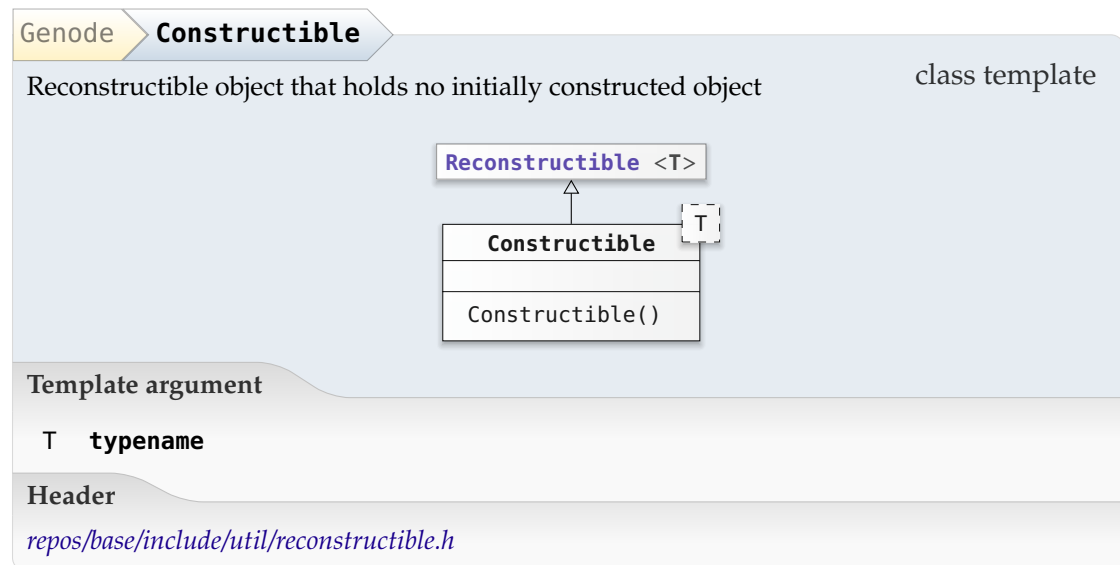 Genode Constructible
Reconstructible object that holds no initially constructed object
class template
Reconstructible <T>
T
Constructible
Constructible()
Template argument
T typename
Header
repos/base/include/util/reconstructible.h